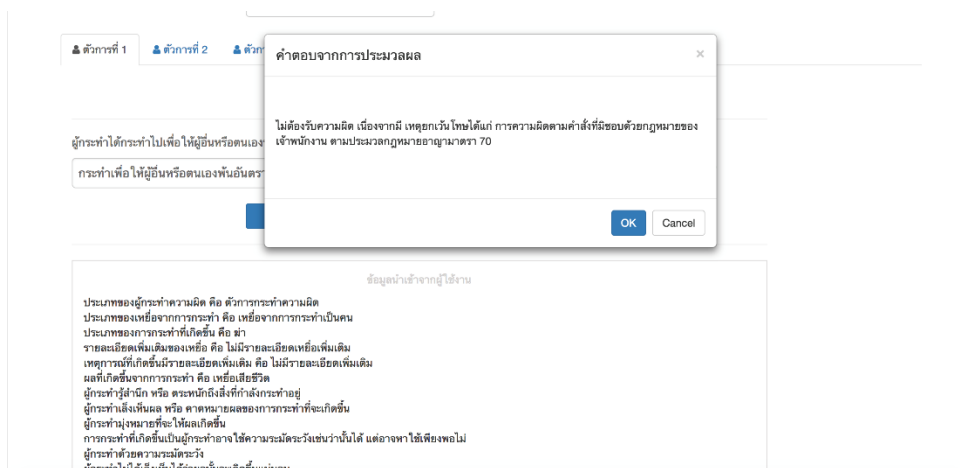 ตัวการที่ 1 ตัวการที่ 2
คำตอบจากการประมวลผล ×
ไม่ต้องรับความผิด เนื่องจากมี เหตุยกเว้นโทษได้แก่ การความผิดตามคำสั่งที่มิชอบด้วยกฎหมายของ
เจ้าพนักงาน ตามประมวลกฎหมายอาญามาตรา 70
OK Cancel
ผู้กระทำได้กระทำไปเพื่อให้ผู้อื่นหรือตนเอง
กระทำเพื่อให้ผู้อื่นหรือตนเองพ้นอันตร
ข้อมูลนำเข้าจากผู้ใช้งาน
ประเภทของผู้กระทำความผิด คือ ตัวการกระทำความผิด
ประเภทของเหยื่อจากการกระทำ คือ เหยื่อจากการกระทำเป็นคน
ประเภทของการกระทำที่เกิดขึ้น คือ ฆ่า
รายละเอียดเพิ่มเติมของเหยื่อ คือ ไม่มีรายละเอียดเหยื่อเพิ่มเติม
เหตุการณ์ที่เกิดขึ้นมีรายละเอียดเพิ่มเติม คือ ไม่มีรายละเอียดเพิ่มเติม
ผลที่เกิดขึ้นจากการกระทำ คือ เหยื่อเสียชีวิต
ผู้กระทำรู้สำนึก หรือ ตระหนักถึงสิ่งที่กำลังกระทำอยู่
ผู้กระทำเล็งเห็นผล หรือ คาดหมายผลของการกระทำที่จะเกิดขึ้น
ผู้กระทำมุ่งหมายที่จะให้ผลเกิดขึ้น
การกระทำที่เกิดขึ้นเป็นผู้กระทำอาจใช้ความระมัดระวังเช่นว่านั้นได้ แต่อาจหาใช้เพียงพอไม่
ผู้กระทำด้วยความระมัดระวัง